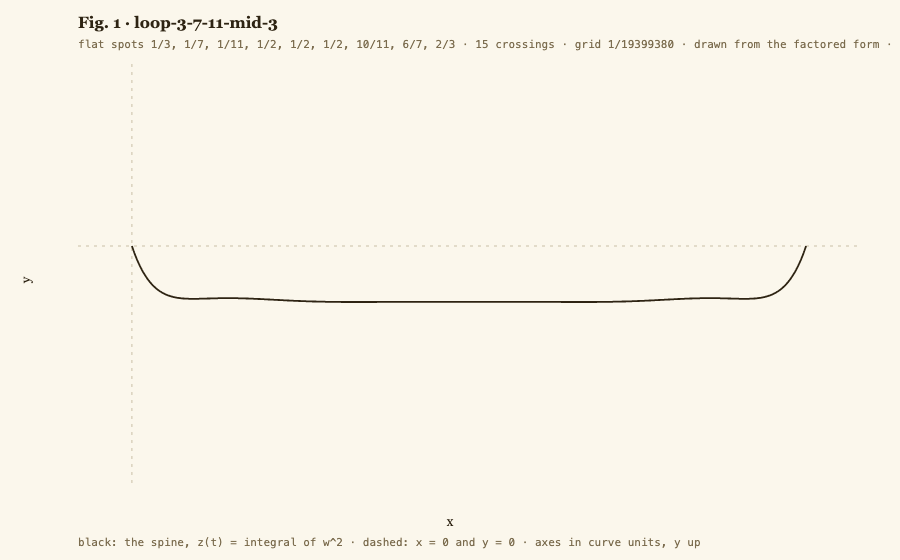 Fig. 1 · loop-3-7-11-mid-3
flat spots 1/3, 1/7, 1/11, 1/2, 1/2, 1/2, 10/11, 6/7, 2/3 · 15 crossings · grid 1/19399380 · drawn from the factored form ·
y
x
black: the spine, z(t) = integral of w^2 · dashed: x = 0 and y = 0 · axes in curve units, y up